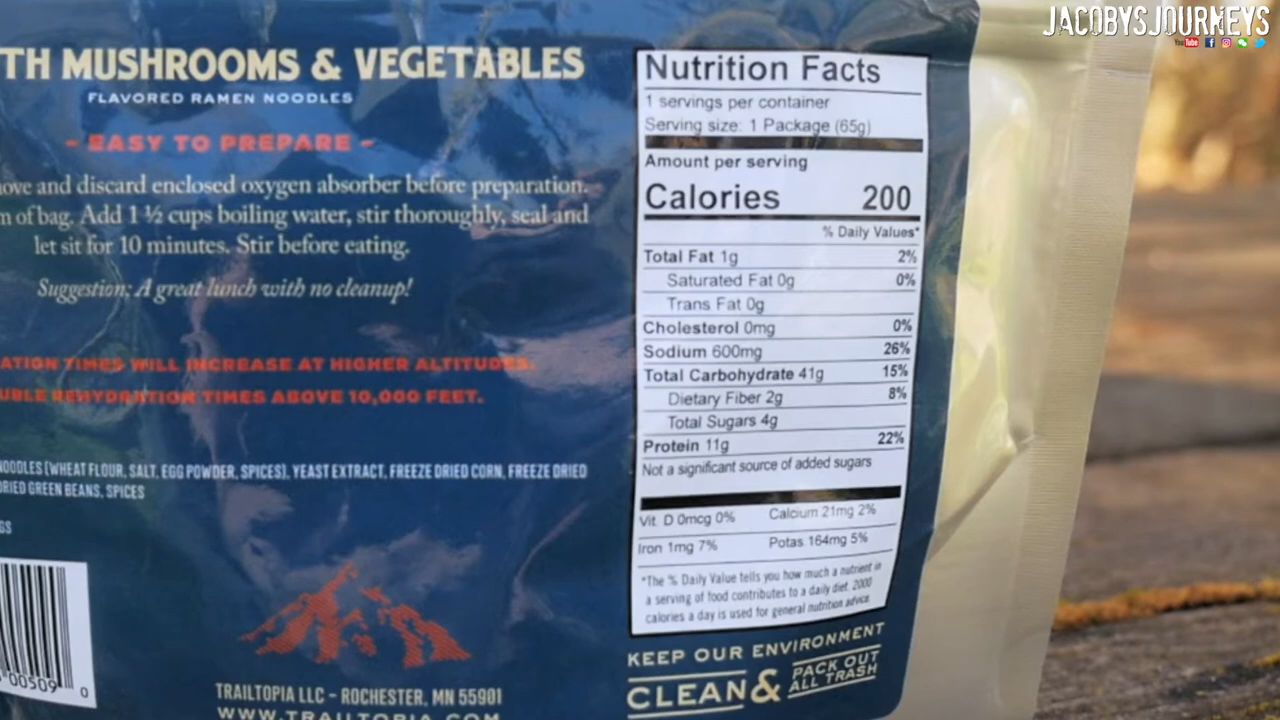 JACOBYSJOURNEYS
YouTube
TH MUSHROOMS & VEGETABLES
FLAVORED RAMEN NOODLES
- EASY TO PREPARE -
ove and discard enclosed oxygen absorber before preparation.
m of bag. Add 1 ½ cups boiling water, stir thoroughly, seal and
let sit for 10 minutes. Stir before eating.
Suggestion: A great lunch with no cleanup!
ATION TIMES WILL INCREASE AT HIGHER ALTITUDES.
UBLE REHYDRATION TIMES ABOVE 10,000 FEET.
NOODLES (WHEAT FLOUR, SALT, EGG POWDER, SPICES), YEAST EXTRACT, FREEZE DRIED CORN, FREEZE DRIED
DRIED GREEN BEANS, SPICES
GS
00509 0
TRAILTOPIA LLC - ROCHESTER, MN 55901
WWW.TRAILTOPIA.COM
Nutrition Facts
1 servings per container
Serving size: 1 Package (65g)
Amount per serving
Calories 200
% Daily Values*
Total Fat 1g 2%
Saturated Fat 0g 0%
Trans Fat 0g
Cholesterol 0mg 0%
Sodium 600mg 26%
Total Carbohydrate 41g 15%
Dietary Fiber 2g 8%
Total Sugars 4g
Protein 11g 22%
Not a significant source of added sugars
Vit. D 0mcg 0% Calcium 21mg 2%
Iron 1mg 7% Potas. 164mg 5%
*The % Daily Value tells you how much a nutrient in
a serving of food contributes to a daily diet. 2000
calories a day is used for general nutrition advice.
KEEP OUR ENVIRONMENT
CLEAN & PACK OUT
ALL TRASH